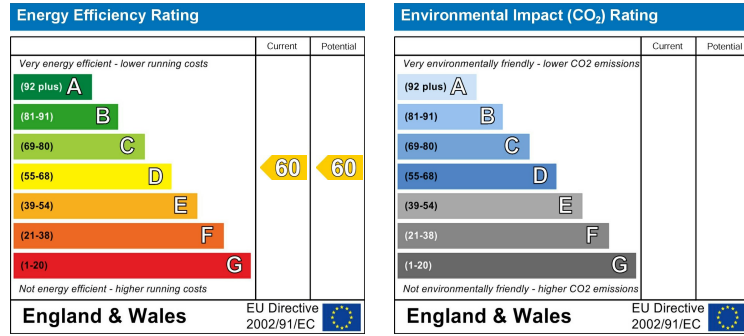 Energy Efficiency Rating
Current Potential
Very energy efficient - lower running costs
(92 plus) A
(81-91) B
(69-80) C
(55-68) D
60 60
(39-54) E
(21-38) F
(1-20) G
Not energy efficient - higher running costs
England & Wales
EU Directive
2002/91/EC
Environmental Impact (CO₂) Rating
Current Potential
Very environmentally friendly - lower CO2 emissions
(92 plus) A
(81-91) B
(69-80) C
(55-68) D
(39-54) E
(21-38) F
(1-20) G
Not environmentally friendly - higher CO2 emissions
England & Wales
EU Directive
2002/91/EC